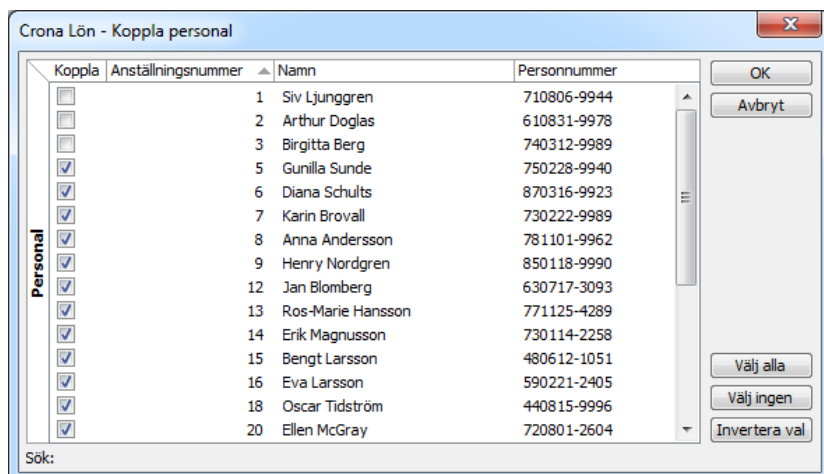 Crona Lön - Koppla personal
Koppla Anställningsnummer Namn Personnummer
1 Siv Ljunggren 710806-9944
2 Arthur Doglas 610831-9978
3 Birgitta Berg 740312-9989
5 Gunilla Sunde 750228-9940
6 Diana Schults 870316-9923
7 Karin Brovall 730222-9989
8 Anna Andersson 781101-9962
9 Henry Nordgren 850118-9990
12 Jan Blomberg 630717-3093
13 Ros-Marie Hansson 771125-4289
14 Erik Magnusson 730114-2258
15 Bengt Larsson 480612-1051
16 Eva Larsson 590221-2405
18 Oscar Tidström 440815-9996
20 Ellen McGray 720801-2604
Personal
Sök:
OK
Avbryt
Välj alla
Välj ingen
Invertera val